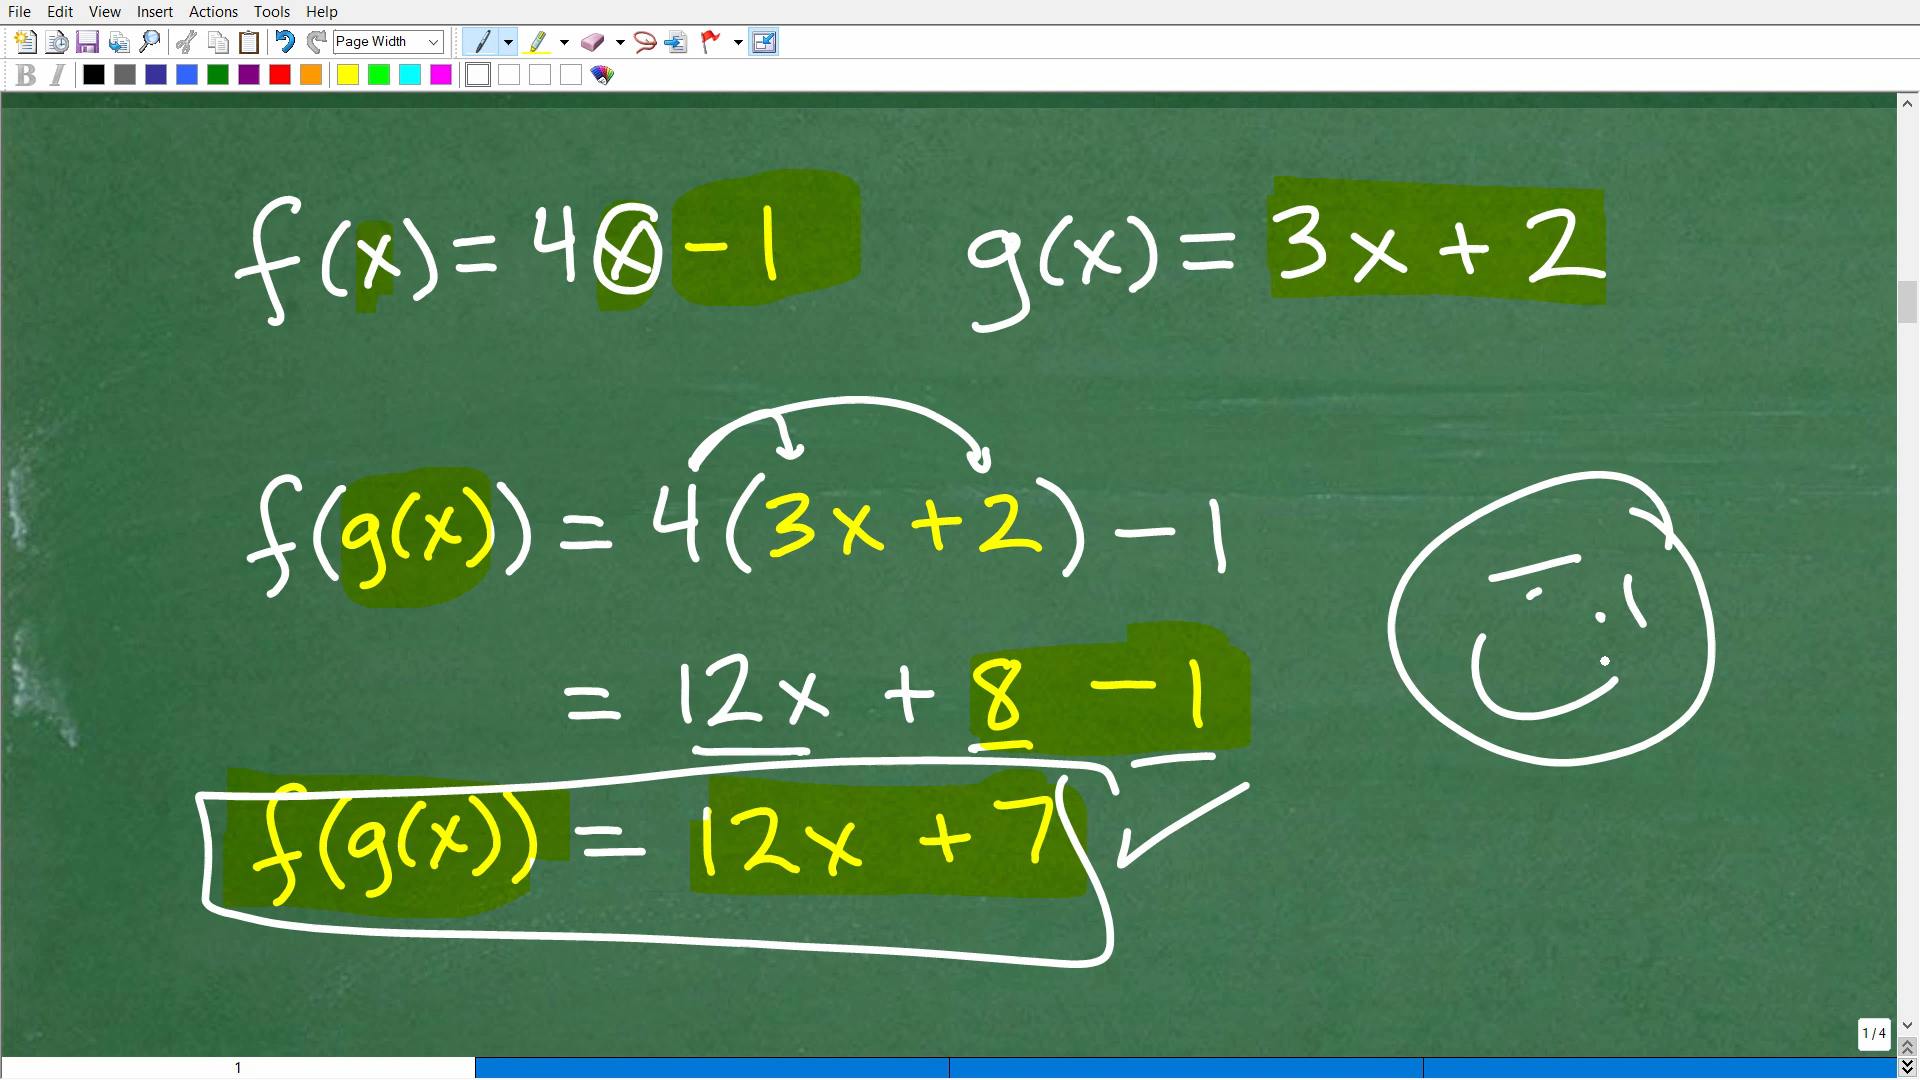 File Edit View Insert Actions Tools Help
Page Width
B I
f(x) = 4x - 1 g(x) = 3x + 2
f(g(x)) = 4(3x + 2) - 1
= 12x + 8 - 1
f(g(x)) = 12x + 7
1/4
1